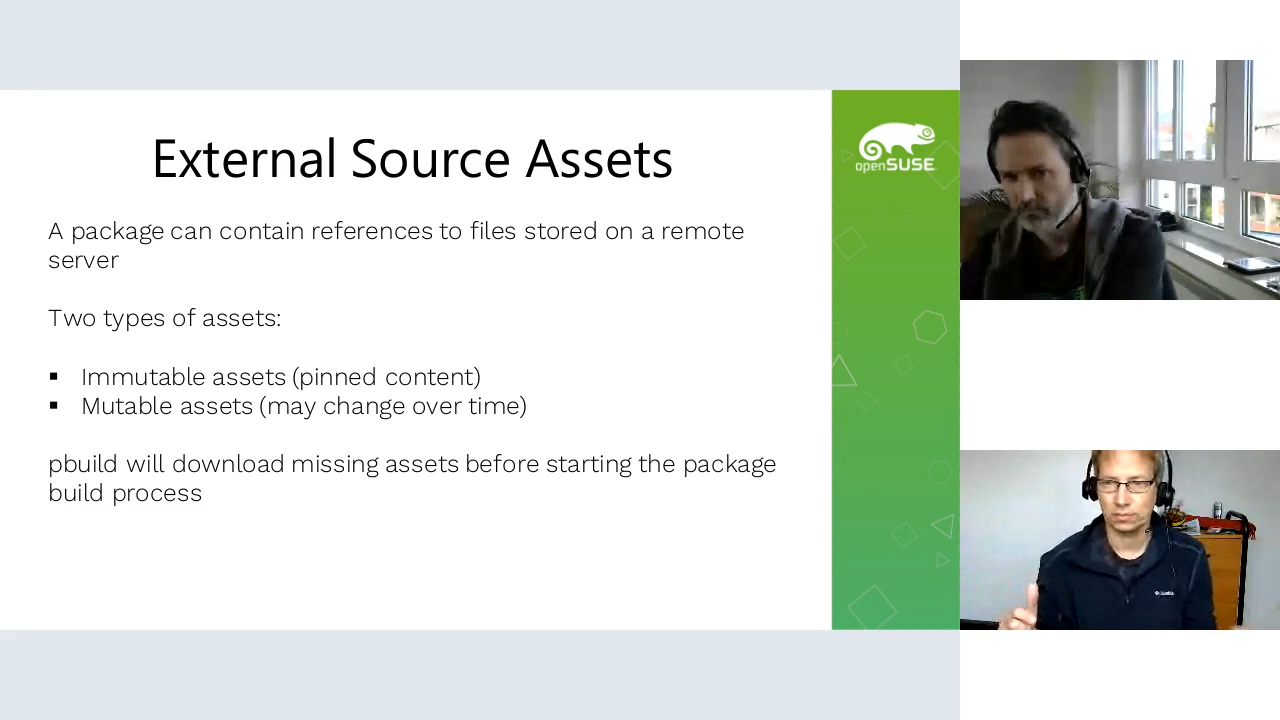 External Source Assets
openSUSE
A package can contain references to files stored on a remote
server
Two types of assets:
▪ Immutable assets (pinned content)
▪ Mutable assets (may change over time)
pbuild will download missing assets before starting the package
build process
Columbia